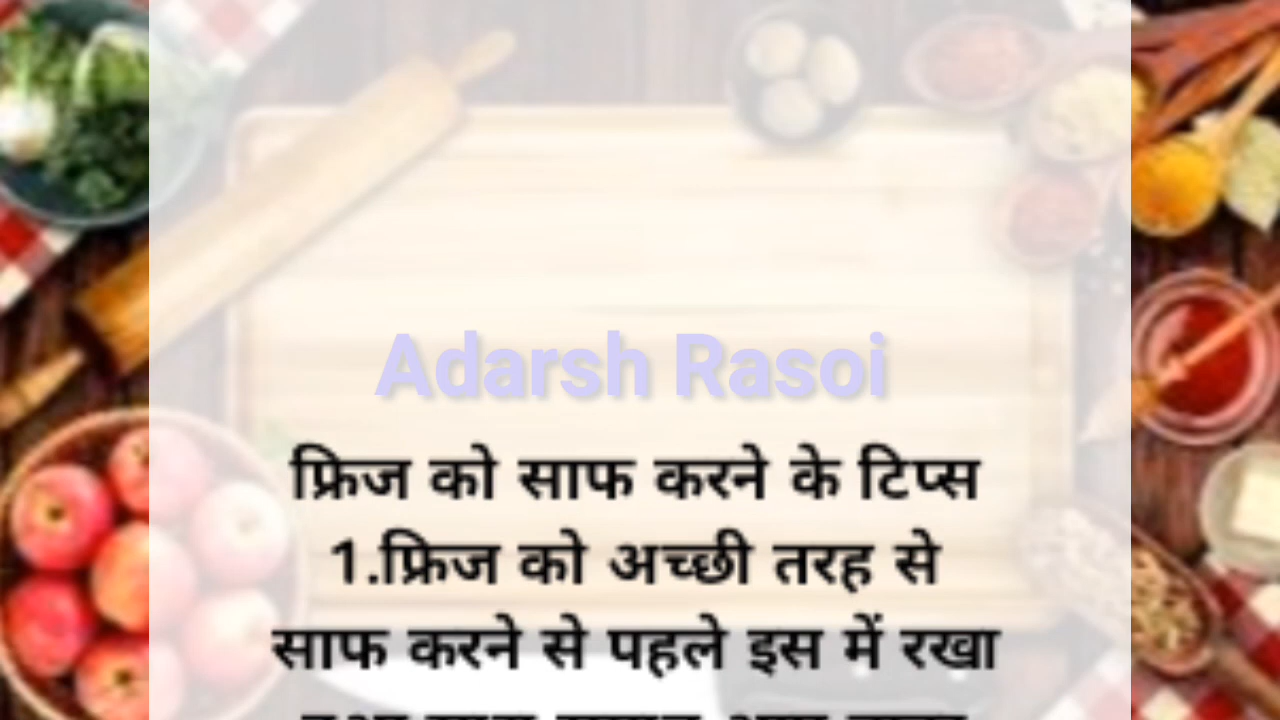 Adarsh Rasoi
फ्रिज को साफ करने के टिप्स
1.फ्रिज को अच्छी तरह से
साफ करने से पहले इस में रखा